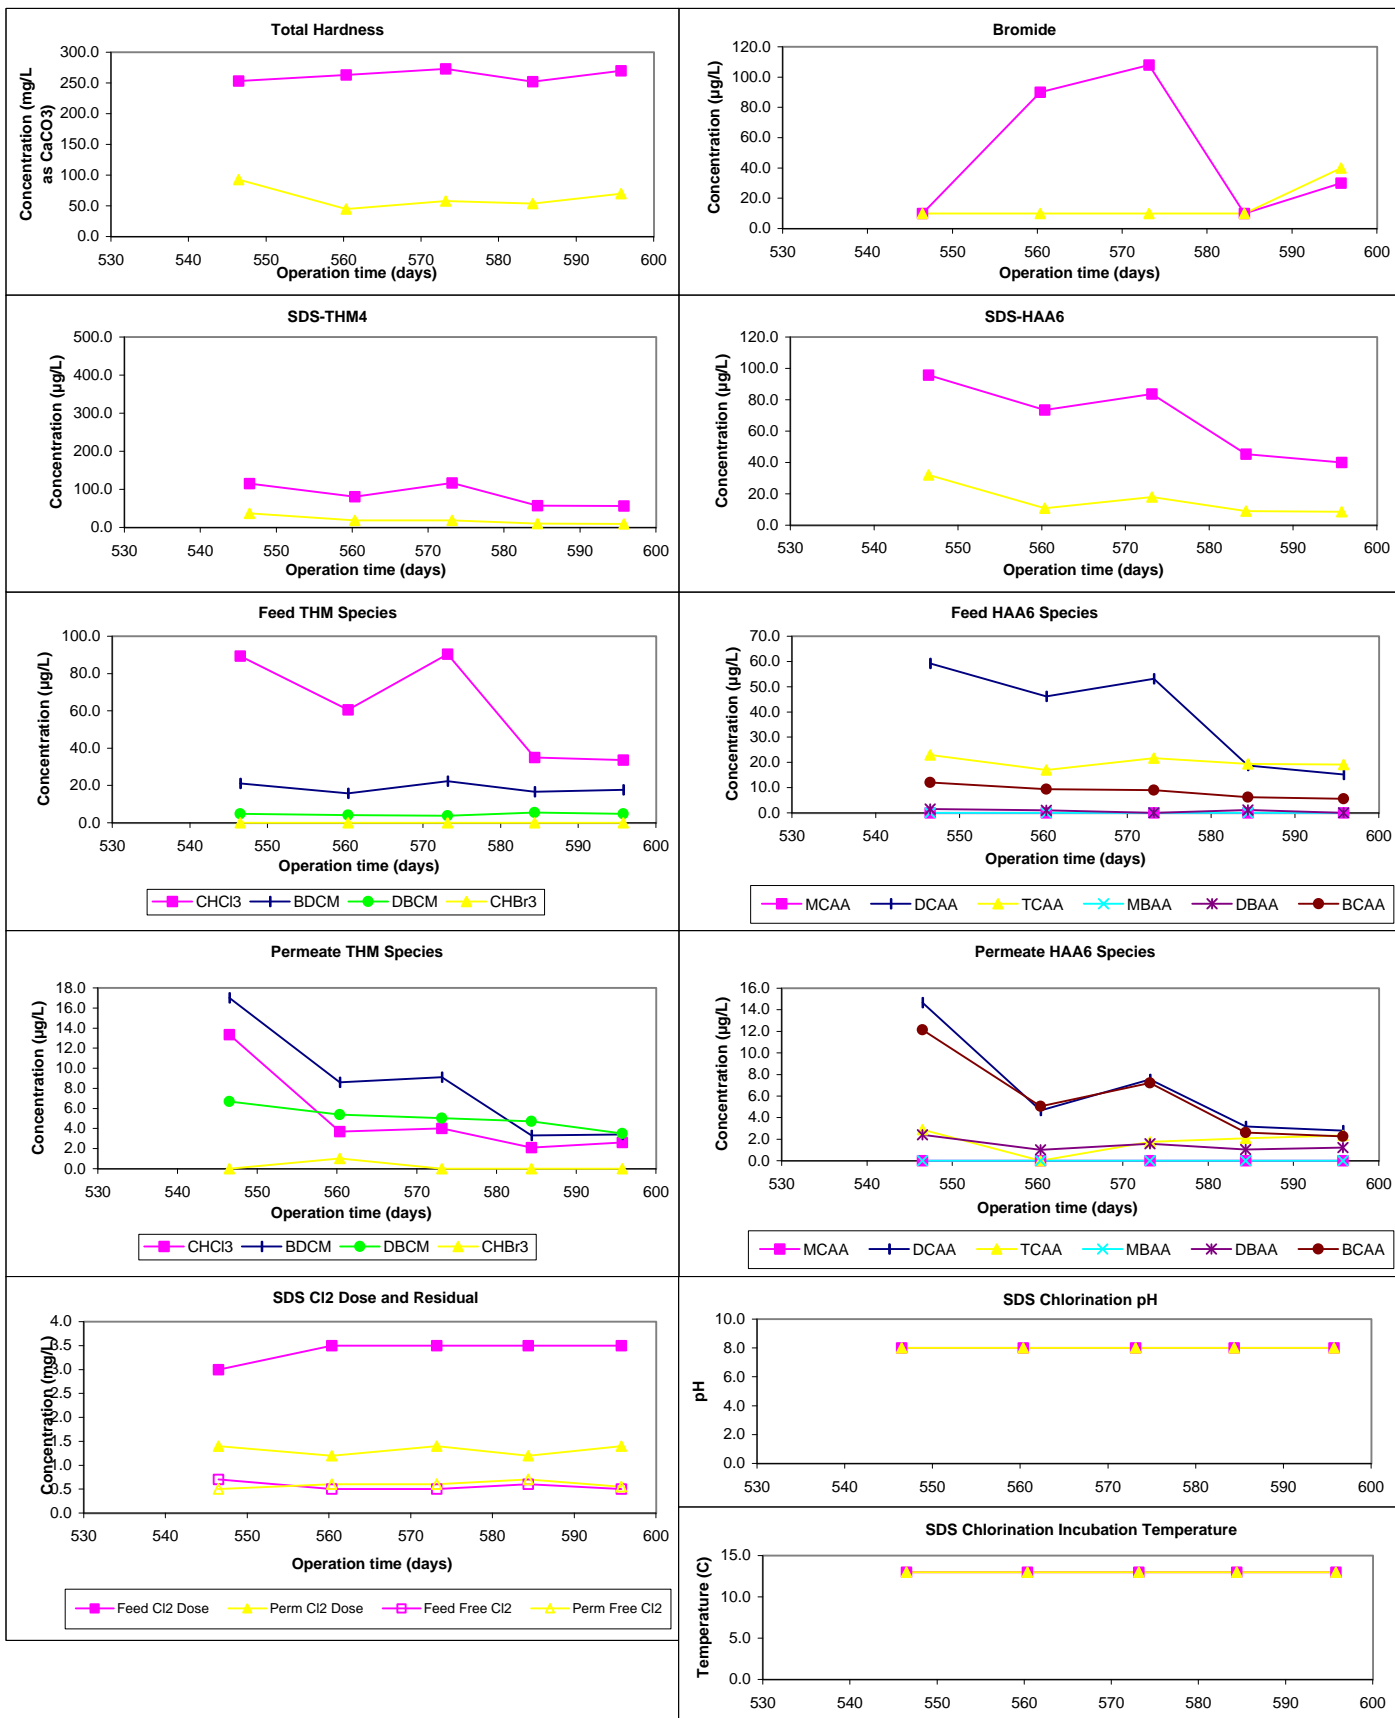 Total Hardness
Concentration (mg/L
as CaCO3)
300.0
250.0
200.0
150.0
100.0
50.0
0.0
530 540 550 560 570 580 590 600
Operation time (days)
Bromide
Concentration (µg/L)
120.0
100.0
80.0
60.0
40.0
20.0
0.0
530 540 550 560 570 580 590 600
Operation time (days)
SDS-THM4
Concentration (µg/L)
500.0
400.0
300.0
200.0
100.0
0.0
530 540 550 560 570 580 590 600
Operation time (days)
SDS-HAA6
Concentration (µg/L)
120.0
100.0
80.0
60.0
40.0
20.0
0.0
530 540 550 560 570 580 590 600
Operation time (days)
Feed THM Species
Concentration (µg/L)
100.0
80.0
60.0
40.0
20.0
0.0
530 540 550 560 570 580 590 600
Operation time (days)
CHCl3 BDCM DBCM CHBr3
Feed HAA6 Species
Concentration (µg/L)
70.0
60.0
50.0
40.0
30.0
20.0
10.0
0.0
530 540 550 560 570 580 590 600
Operation time (days)
MCAA DCAA TCAA MBAA DBAA BCAA
Permeate THM Species
Concentration (µg/L)
18.0
16.0
14.0
12.0
10.0
8.0
6.0
4.0
2.0
0.0
530 540 550 560 570 580 590 600
Operation time (days)
CHCl3 BDCM DBCM CHBr3
Permeate HAA6 Species
Concentration (µg/L)
16.0
14.0
12.0
10.0
8.0
6.0
4.0
2.0
0.0
530 540 550 560 570 580 590 600
Operation time (days)
MCAA DCAA TCAA MBAA DBAA BCAA
SDS Cl2 Dose and Residual
Concentration (mg/L)
4.0
3.5
3.0
2.5
2.0
1.5
1.0
0.5
0.0
530 540 550 560 570 580 590 600
Operation time (days)
Feed Cl2 Dose Perm Cl2 Dose Feed Free Cl2 Perm Free Cl2
SDS Chlorination pH
pH
10.0
8.0
6.0
4.0
2.0
0.0
530 540 550 560 570 580 590 600
SDS Chlorination Incubation Temperature
Temperature (C)
15.0
10.0
5.0
0.0
530 540 550 560 570 580 590 600